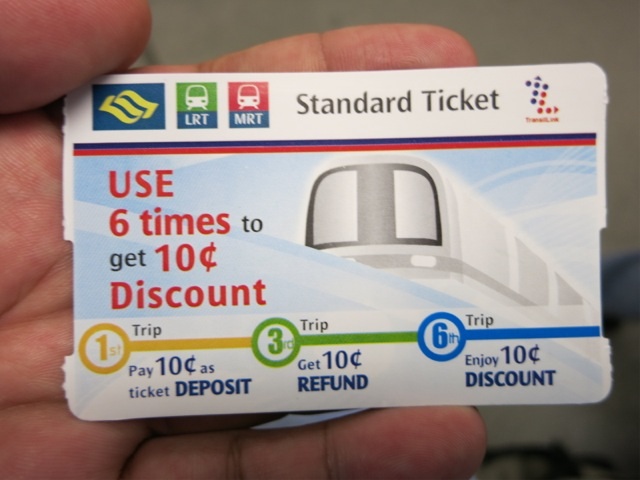 LRT MRT Standard Ticket TransitLink
USE
6 times to
get 10¢
Discount
1st Trip
Pay 10¢ as
ticket DEPOSIT
3rd Trip
Get 10¢
REFUND
6th Trip
Enjoy 10¢
DISCOUNT